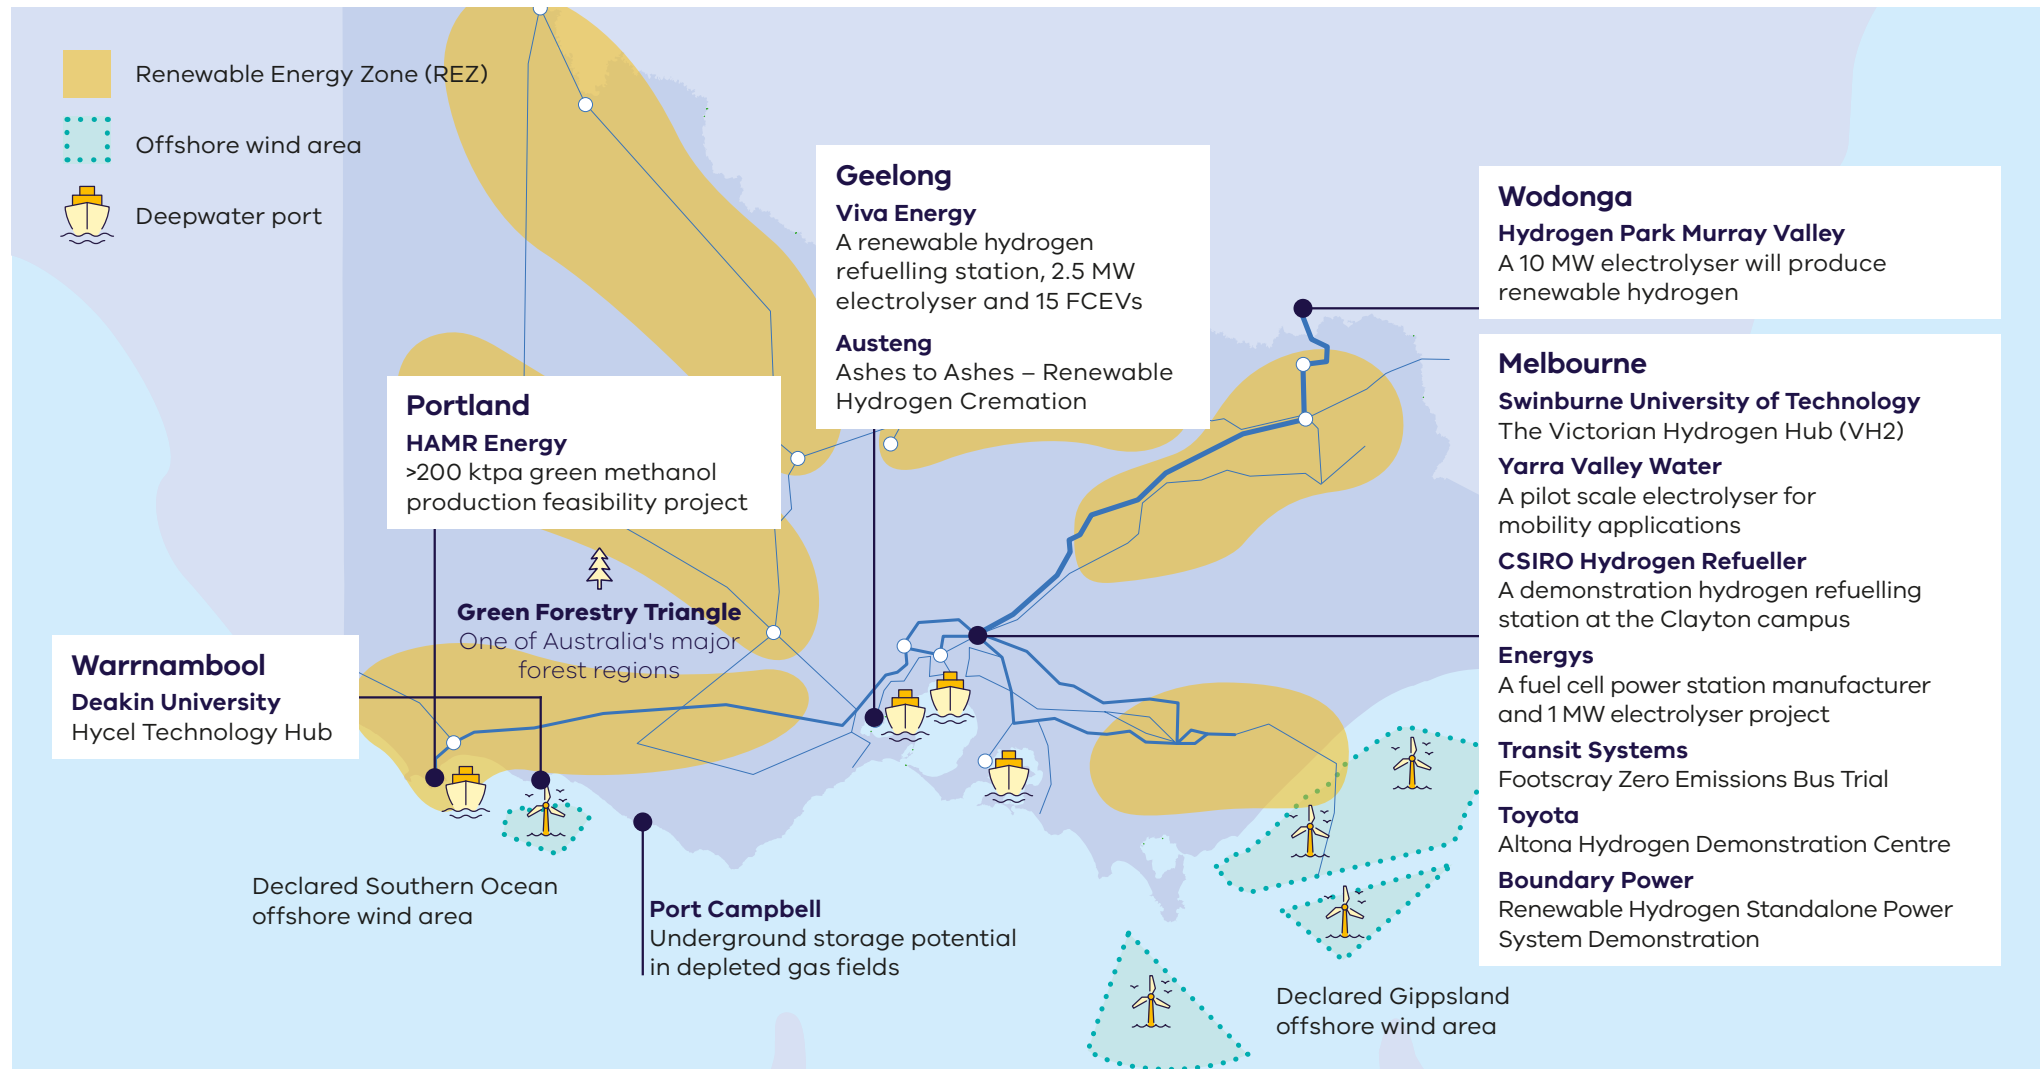 Renewable Energy Zone (REZ)
Offshore wind area
Deepwater port
Geelong
Viva Energy
A renewable hydrogen
refuelling station, 2.5 MW
electrolyser and 15 FCEVs
Austeng
Ashes to Ashes – Renewable
Hydrogen Cremation
Wodonga
Hydrogen Park Murray Valley
A 10 MW electrolyser will produce
renewable hydrogen
Portland
HAMR Energy
>200 ktpa green methanol
production feasibility project
Green Forestry Triangle
One of Australia's major
forest regions
Warrnambool
Deakin University
Hycel Technology Hub
Melbourne
Swinburne University of Technology
The Victorian Hydrogen Hub (VH2)
Yarra Valley Water
A pilot scale electrolyser for
mobility applications
CSIRO Hydrogen Refueller
A demonstration hydrogen refuelling
station at the Clayton campus
Energys
A fuel cell power station manufacturer
and 1 MW electrolyser project
Transit Systems
Footscray Zero Emissions Bus Trial
Toyota
Altona Hydrogen Demonstration Centre
Boundary Power
Renewable Hydrogen Standalone Power
System Demonstration
Declared Southern Ocean
offshore wind area
Port Campbell
Underground storage potential
in depleted gas fields
Declared Gippsland
offshore wind area